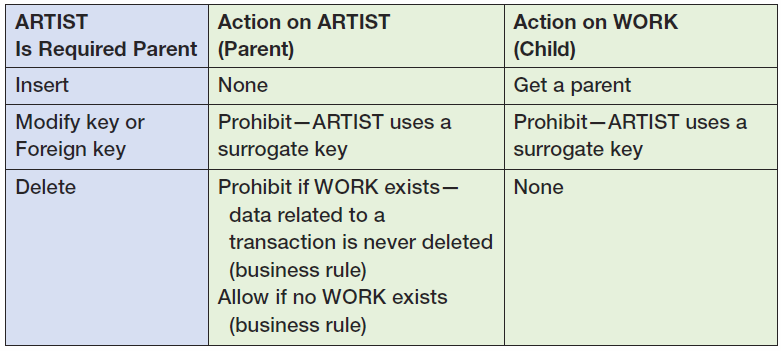 ARTIST
Is Required Parent
Action on ARTIST
(Parent)
Action on WORK
(Child)
Insert
None
Get a parent
Modify key or
Foreign key
Prohibit—ARTIST uses a
surrogate key
Prohibit—ARTIST uses a
surrogate key
Delete
Prohibit if WORK exists—
data related to a
transaction is never deleted
(business rule)
Allow if no WORK exists
(business rule)
None